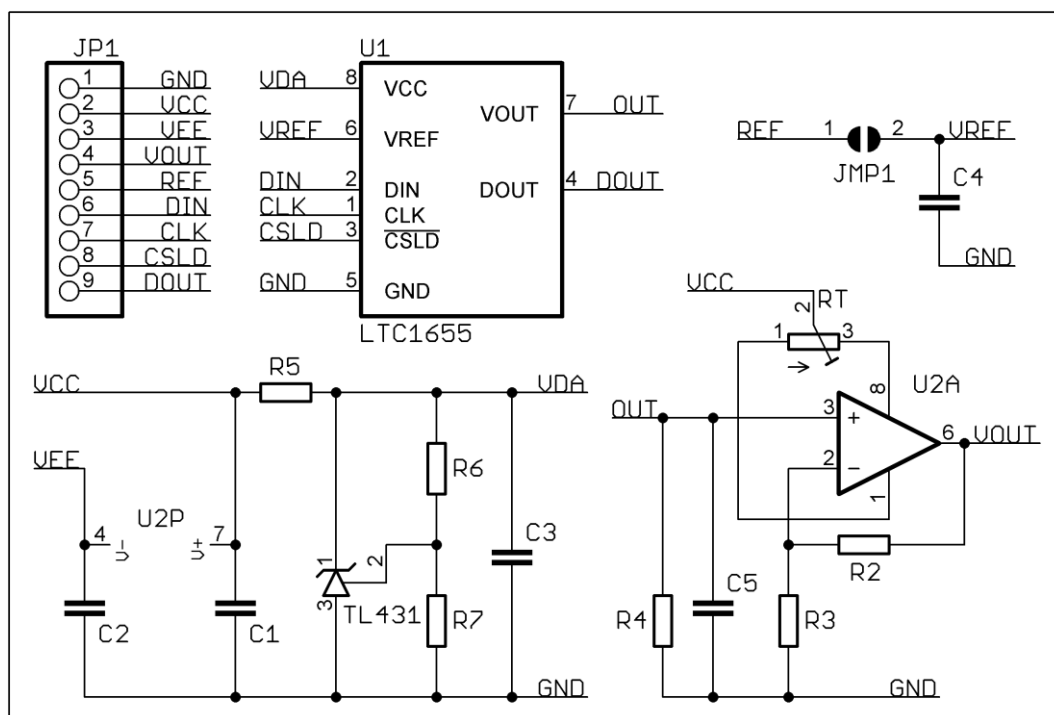 JP1
1 GND
2 VCC
3 VEE
4 VOUT
5 REF
6 DIN
7 CLK
8 CSLD
9 DOUT
U1
VDA 8 VCC
VREF 6 VREF
DIN 2 DIN
CLK 1 CLK
CSLD 3 CSLD
GND 5 GND
VOUT 7 OUT
DOUT 4 DOUT
LTC1655
REF 1 2 VREF
JMP1
C4
GND
VCC 2 RT
1 3
8 U2A
OUT 3 +
2 −
6 VOUT
1
R2
R4 C5 R3
GND
VCC R5 VDA
VEE
R6
U2P
4 V- V+ 7
C3
1 2
3 TL431 R7
C2 C1
GND